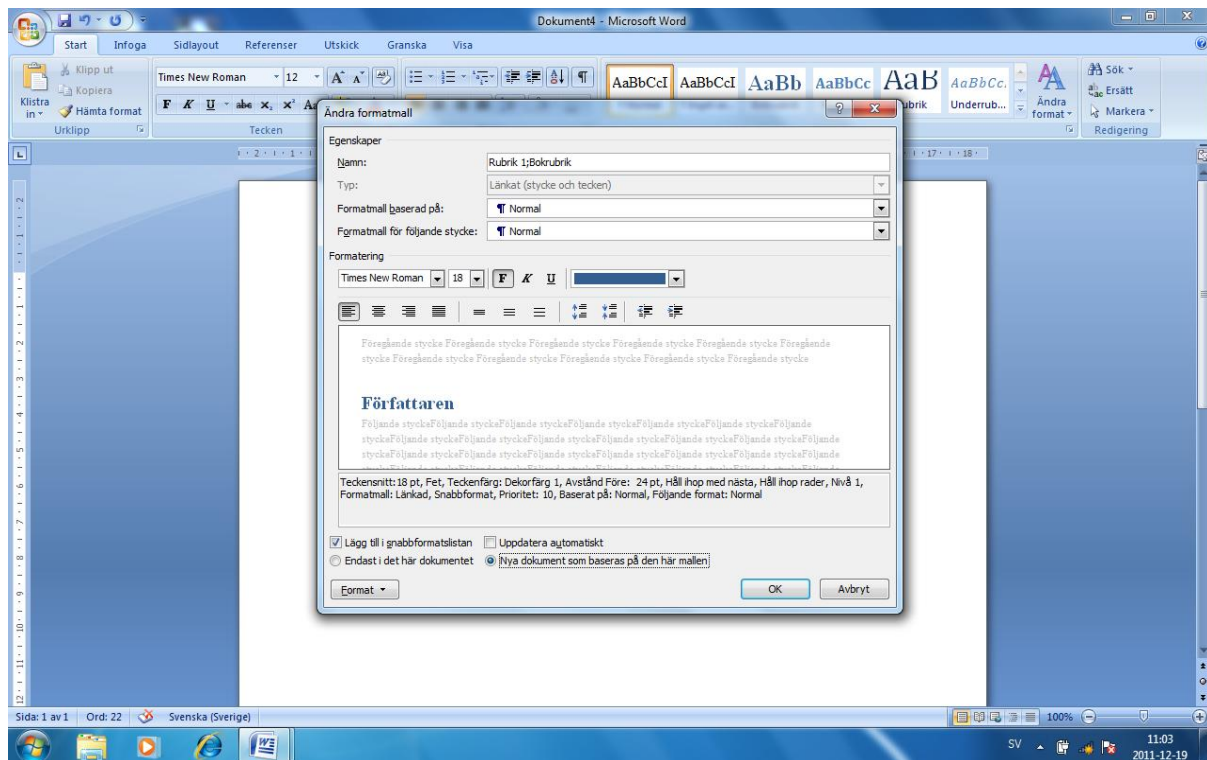 Dokument4 - Microsoft Word
Start Infoga Sidlayout Referenser Utskick Granska Visa
Klistra in
Klipp ut
Kopiera
Hämta format
Urklipp
Times New Roman 12
F K U abe x₂ x²
Tecken
AaBbCcI AaBbCcI AaBb AaBbCc AaB AaBbCc
Underrub...
Ändra format
Sök
Ersätt
Markera
Redigering
Ändra formatmall
Egenskaper
Namn: Rubrik 1;Bokrubrik
Typ: Länkat (stycke och tecken)
Formatmall baserad på: ¶ Normal
Formatmall för följande stycke: ¶ Normal
Formatering
Times New Roman 18 F K U
Föregående stycke Föregående stycke Föregående stycke Föregående stycke Föregående stycke Föregående
stycke Föregående stycke Föregående stycke Föregående stycke Föregående stycke Föregående stycke
Författaren
Följande styckeFöljande styckeFöljande styckeFöljande styckeFöljande styckeFöljande styckeFöljande
styckeFöljande styckeFöljande styckeFöljande styckeFöljande styckeFöljande styckeFöljande styckeFöljande
styckeFöljande styckeFöljande styckeFöljande styckeFöljande styckeFöljande styckeFöljande styckeFöljande
Teckensnitt:18 pt, Fet, Teckenfärg: Dekorfärg 1, Avstånd Före: 24 pt, Håll ihop med nästa, Håll ihop rader, Nivå 1,
Formatmall: Länkad, Snabbformat, Prioritet: 10, Baserat på: Normal, Följande format: Normal
Lägg till i snabbformatslistan Uppdatera automatiskt
Endast i det här dokumentet Nya dokument som baseras på den här mallen
Format OK Avbryt
Sida: 1 av 1 Ord: 22 Svenska (Sverige) 100%
SV 11:03
2011-12-19